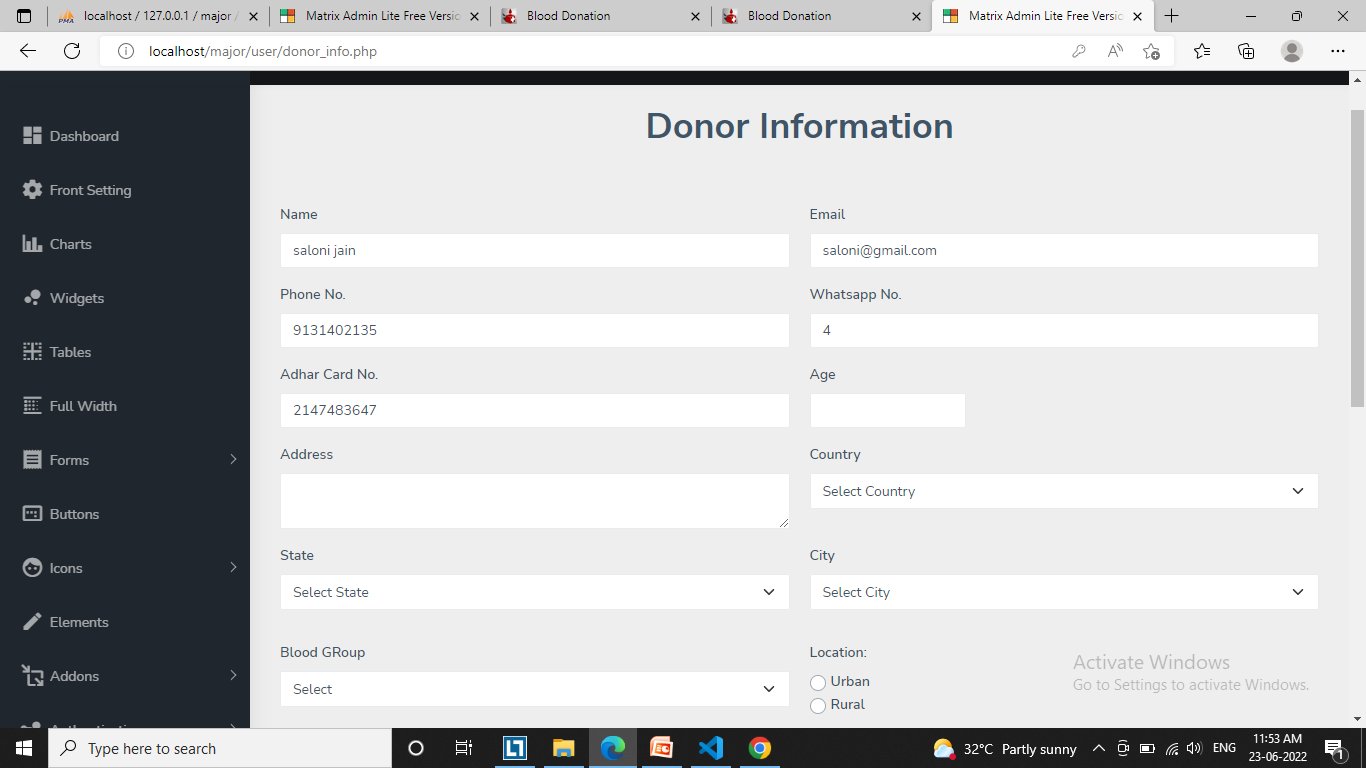 localhost / 127.0.0.1 / major /
Matrix Admin Lite Free Versic
Blood Donation
Blood Donation
Matrix Admin Lite Free Versic
localhost/major/user/donor_info.php
Dashboard
Front Setting
Charts
Widgets
Tables
Full Width
Forms
Buttons
Icons
Elements
Addons
Donor Information
Name
Email
saloni jain
saloni@gmail.com
Phone No.
Whatsapp No.
9131402135
4
Adhar Card No.
Age
2147483647
Address
Country
Select Country
State
City
Select State
Select City
Blood GRoup
Location:
Select
Urban
Rural
Activate Windows
Go to Settings to activate Windows.
Type here to search
32°C Partly sunny
ENG
11:53 AM
23-06-2022
1